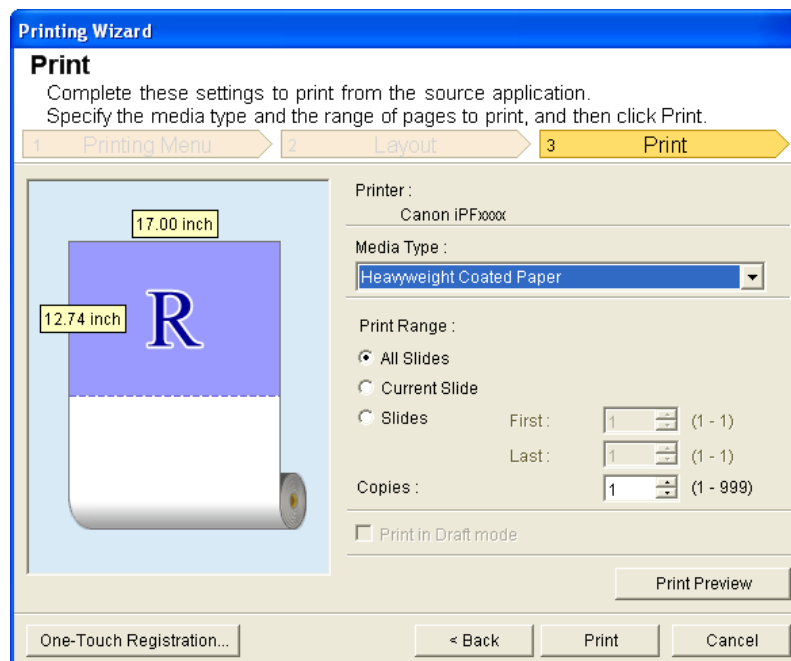 Printing Wizard
Print
Complete these settings to print from the source application.
Specify the media type and the range of pages to print, and then click Print.
1 Printing Menu 2 Layout 3 Print
Printer :
Canon iPFxxxx
17.00 inch
Media Type :
Heavyweight Coated Paper
12.74 inch
R
Print Range :
All Slides
Current Slide
Slides First : 1 (1 - 1)
Last : 1 (1 - 1)
Copies : 1 (1 - 999)
Print in Draft mode
Print Preview
One-Touch Registration... < Back Print Cancel